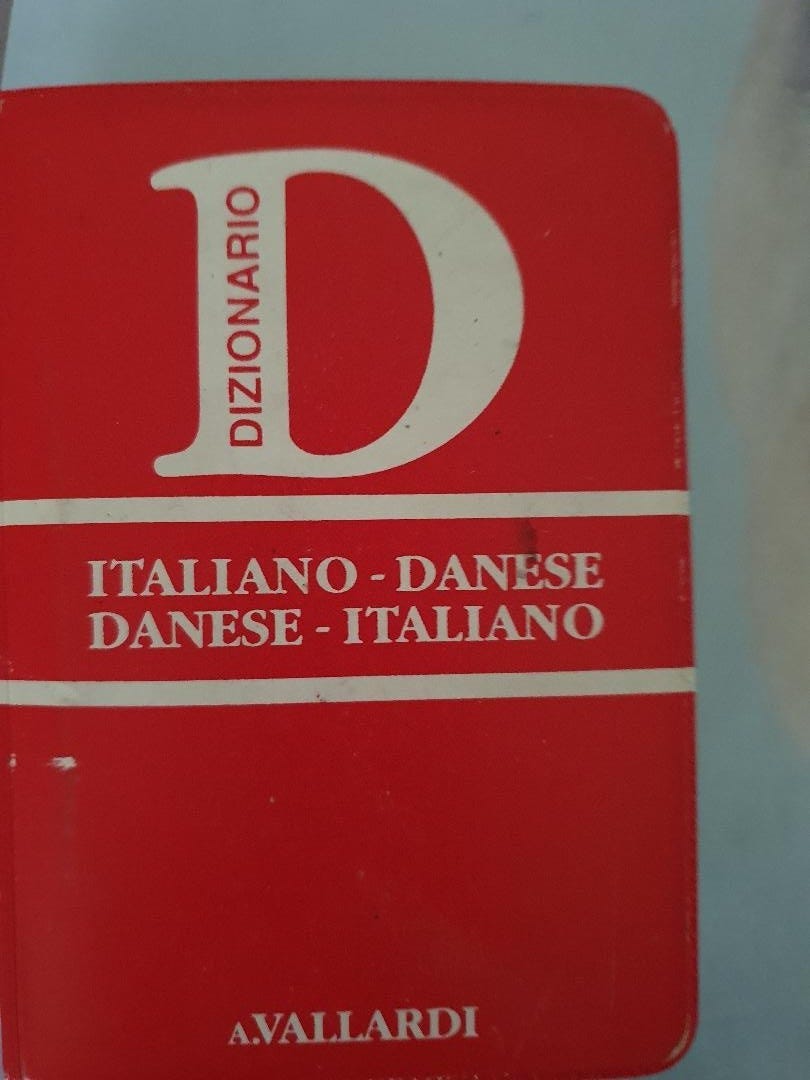 D
DIZIONARIO
ITALIANO - DANESE
DANESE - ITALIANO
A.VALLARDI